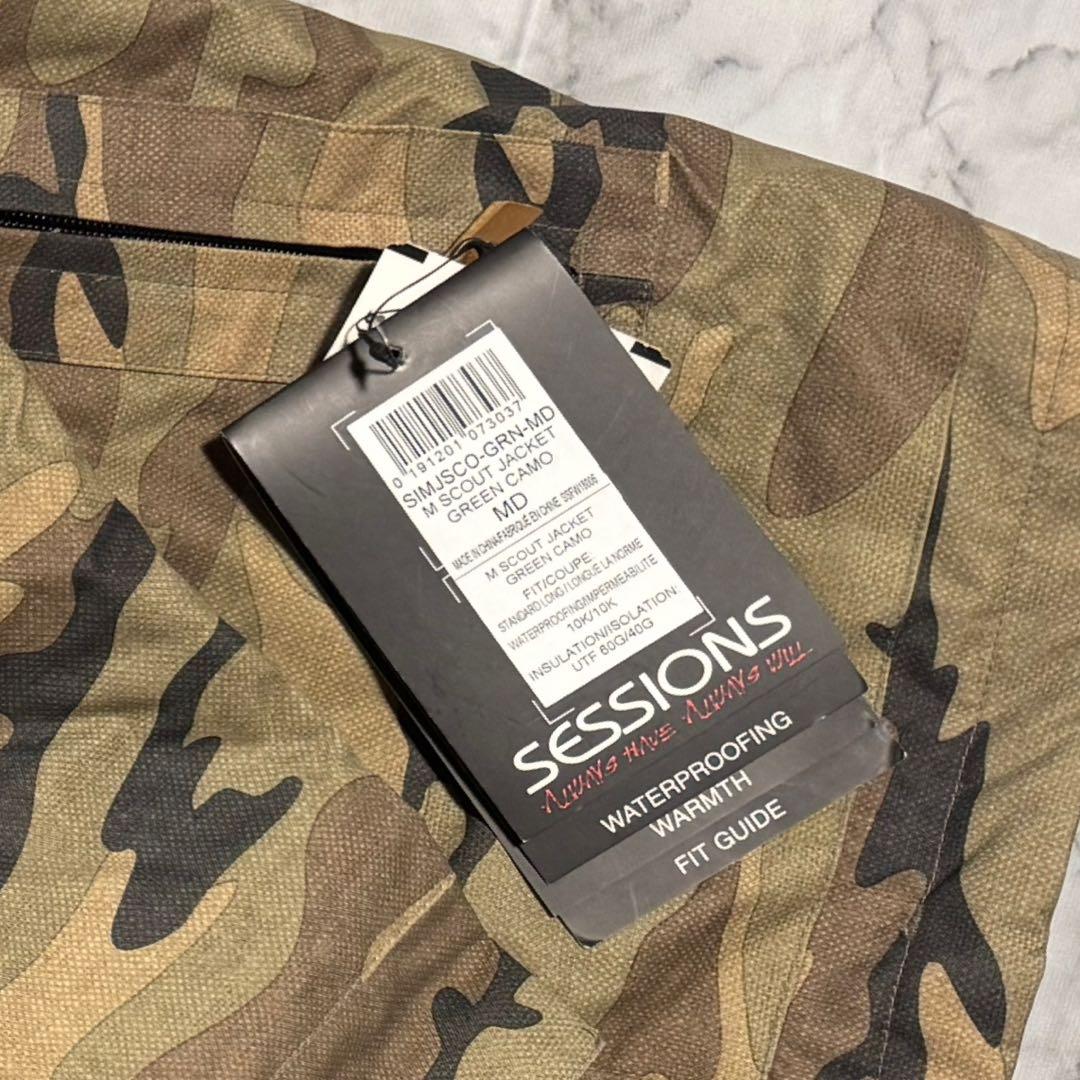 0 191201 073037
SIMJSCO-GRN-MD
M SCOUT JACKET
GREEN CAMO
MD
MADE IN CHINA/FABRIQUÉ EN CHINE SSFW18006
M SCOUT JACKET
GREEN CAMO
FIT/COUPE:
STANDARD LONG / LONGUE LA NORME
WATERPROOFING/IMPERMEABILITE
10K/10K
INSULATION/ISOLATION:
UTF 60G/40G
SESSIONS
ALWAYS HAVE ALWAYS WILL
WATERPROOFING
WARMTH
FIT GUIDE